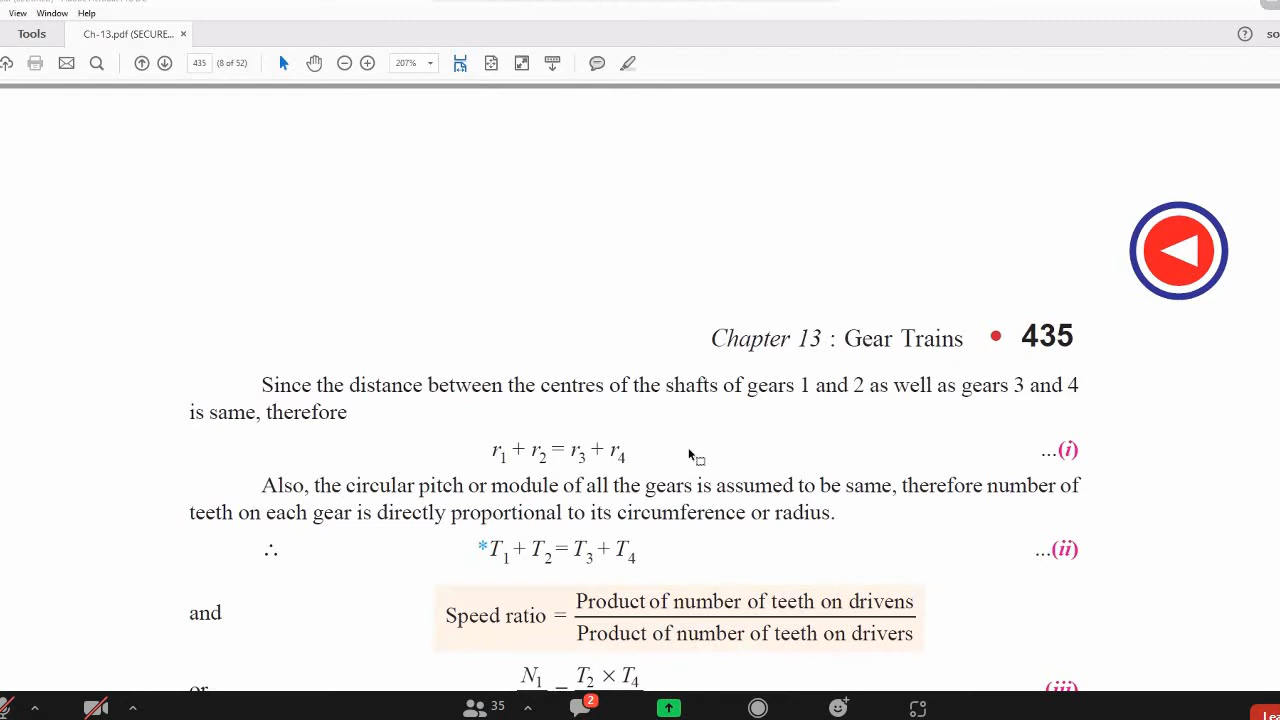 View Window Help
Tools Ch-13.pdf (SECURE... × ?
435 (8 of 52) 207%
Chapter 13 : Gear Trains • 435
Since the distance between the centres of the shafts of gears 1 and 2 as well as gears 3 and 4
is same, therefore
r1 + r2 = r3 + r4 ...(i)
Also, the circular pitch or module of all the gears is assumed to be same, therefore number of
teeth on each gear is directly proportional to its circumference or radius.
∴ *T1 + T2 = T3 + T4 ...(ii)
and Speed ratio = Product of number of teeth on drivens
Product of number of teeth on drivers
or N1 = T2 × T4 ...(iii)
35 2